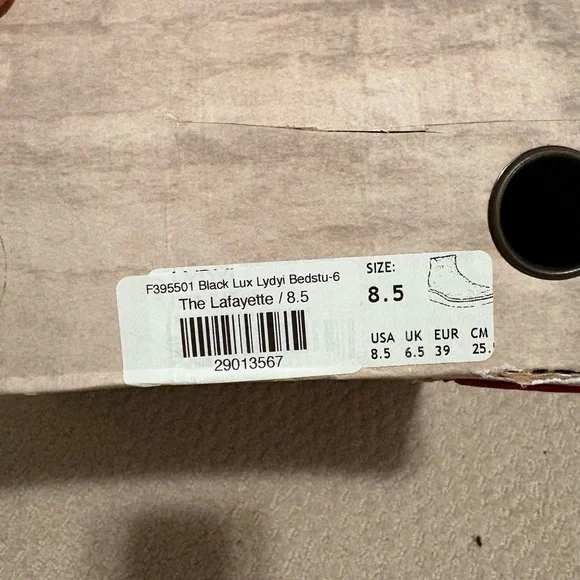 F395501 Black Lux Lydyi Bedstu-6
The Lafayette / 8.5
29013567
SIZE:
8.5
USA UK EUR CM
8.5 6.5 39 25.